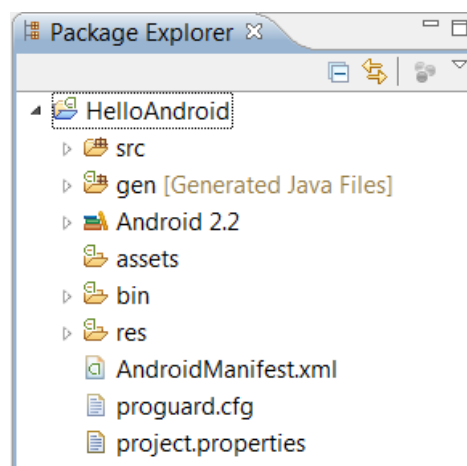 Package Explorer
HelloAndroid
src
gen [Generated Java Files]
Android 2.2
assets
bin
res
AndroidManifest.xml
proguard.cfg
project.properties